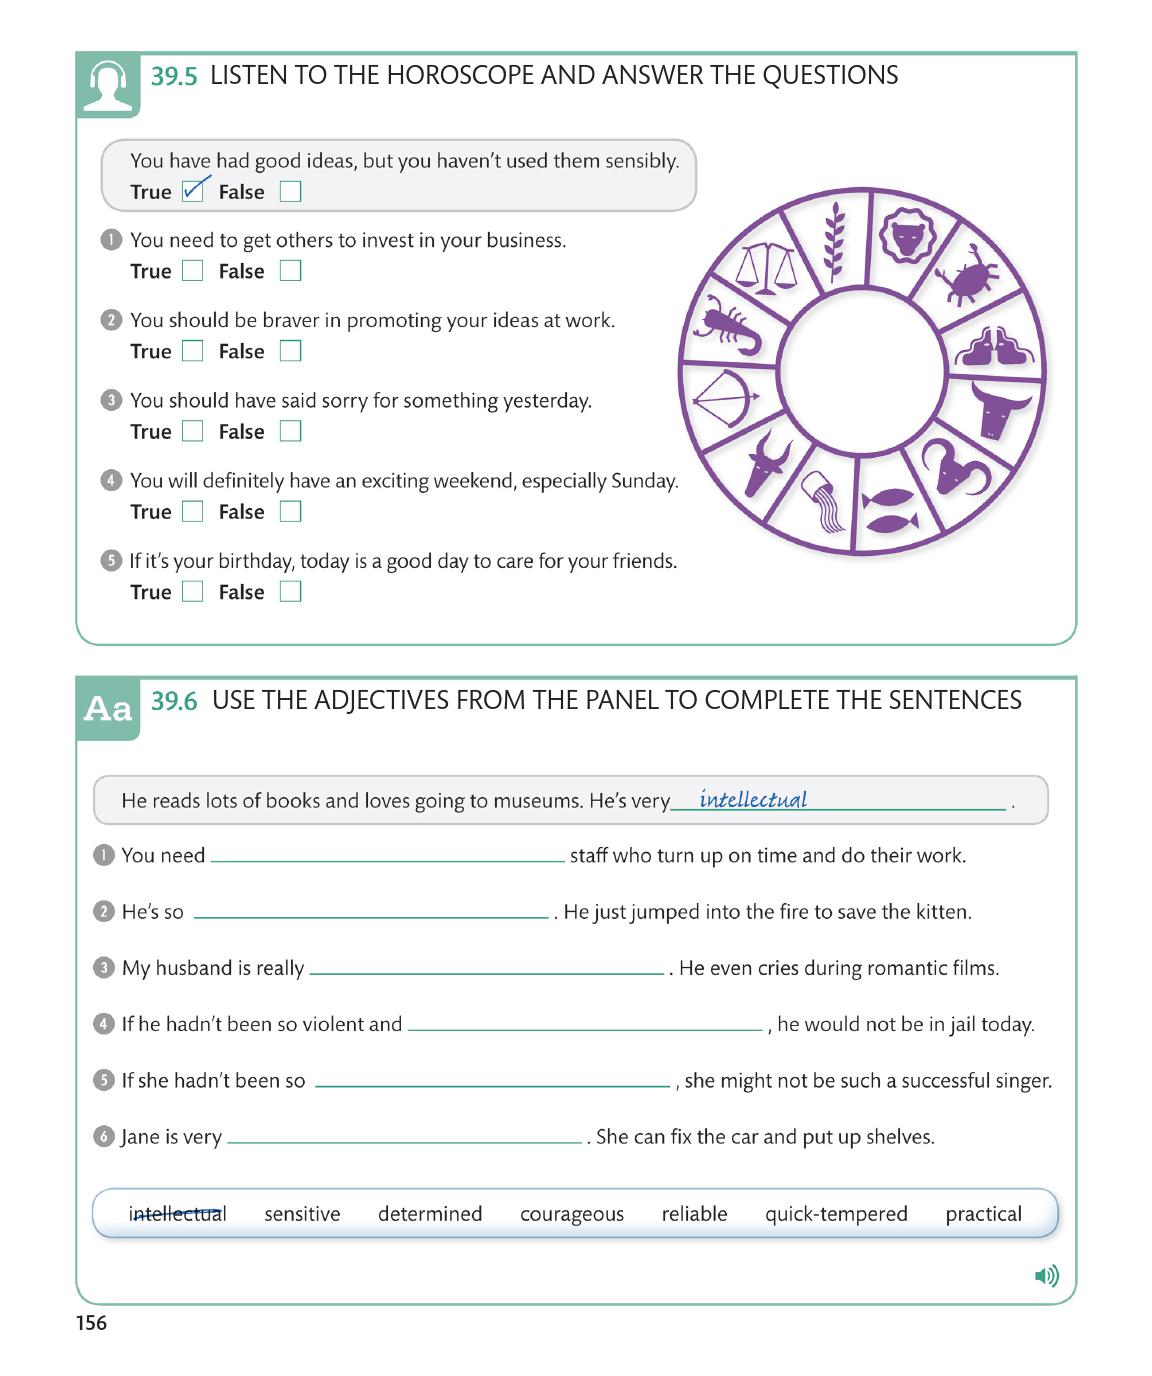 39.5 LISTEN TO THE HOROSCOPE AND ANSWER THE QUESTIONS
You have had good ideas, but you haven’t used them sensibly.
True ✓ False
1 You need to get others to invest in your business.
True False
2 You should be braver in promoting your ideas at work.
True False
3 You should have said sorry for something yesterday.
True False
4 You will definitely have an exciting weekend, especially Sunday.
True False
5 If it’s your birthday, today is a good day to care for your friends.
True False
Aa 39.6 USE THE ADJECTIVES FROM THE PANEL TO COMPLETE THE SENTENCES
He reads lots of books and loves going to museums. He’s very intellectual .
1 You need ____ staff who turn up on time and do their work.
2 He’s so ____ . He just jumped into the fire to save the kitten.
3 My husband is really ____ . He even cries during romantic films.
4 If he hadn’t been so violent and ____ , he would not be in jail today.
5 If she hadn’t been so ____ , she might not be such a successful singer.
6 Jane is very ____ . She can fix the car and put up shelves.
intellectual sensitive determined courageous reliable quick-tempered practical
156